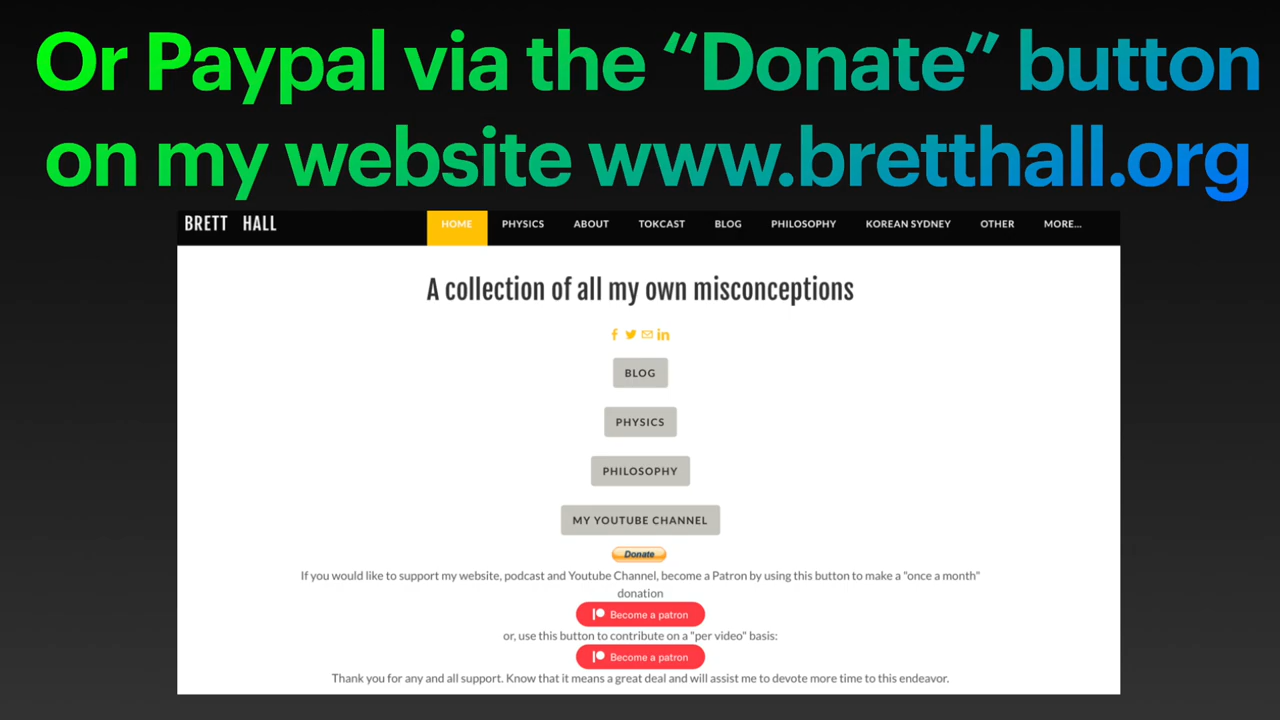 Or Paypal via the “Donate” button
on my website www.bretthall.org
BRETT HALL
HOME PHYSICS ABOUT TOKCAST BLOG PHILOSOPHY KOREAN SYDNEY OTHER MORE...
A collection of all my own misconceptions
BLOG
PHYSICS
PHILOSOPHY
MY YOUTUBE CHANNEL
Donate
If you would like to support my website, podcast and Youtube Channel, become a Patron by using this button to make a "once a month"
donation
Become a patron
or, use this button to contribute on a "per video" basis:
Become a patron
Thank you for any and all support. Know that it means a great deal and will assist me to devote more time to this endeavor.